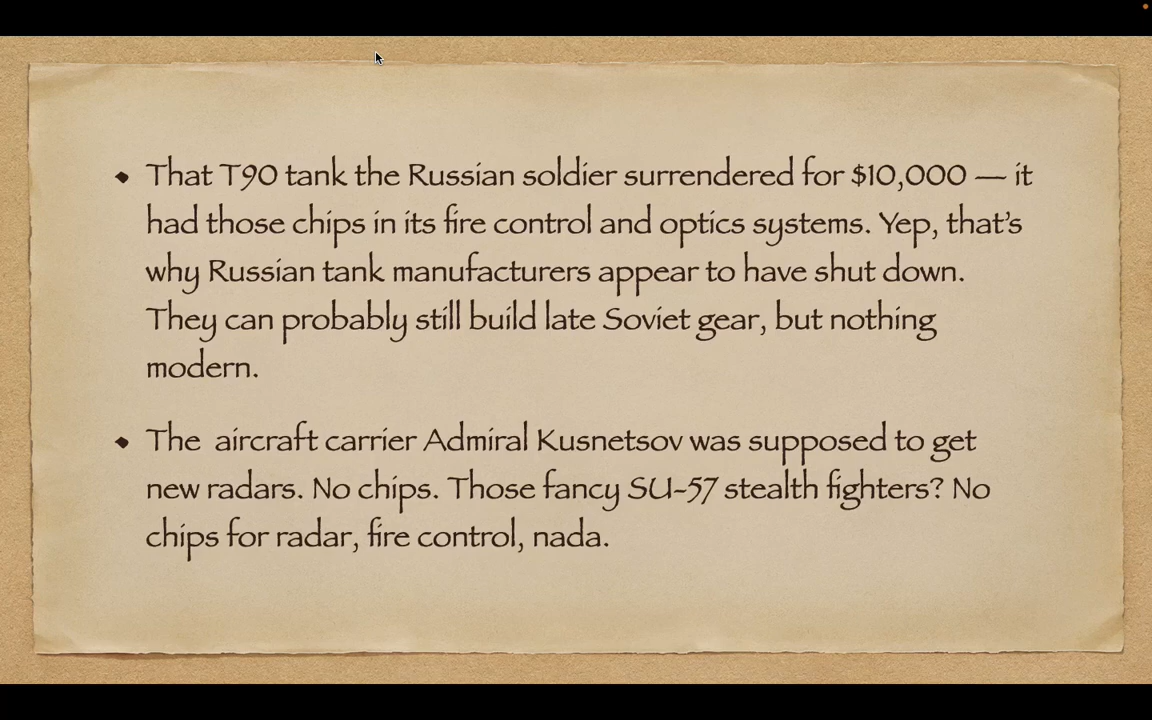 • That T90 tank the Russian soldier surrendered for $10,000 — it
had those chips in its fire control and optics systems. Yep, that's
why Russian tank manufacturers appear to have shut down.
They can probably still build late Soviet gear, but nothing
modern.
• The aircraft carrier Admiral Kusnetsov was supposed to get
new radars. No chips. Those fancy SU-57 stealth fighters? No
chips for radar, fire control, nada.